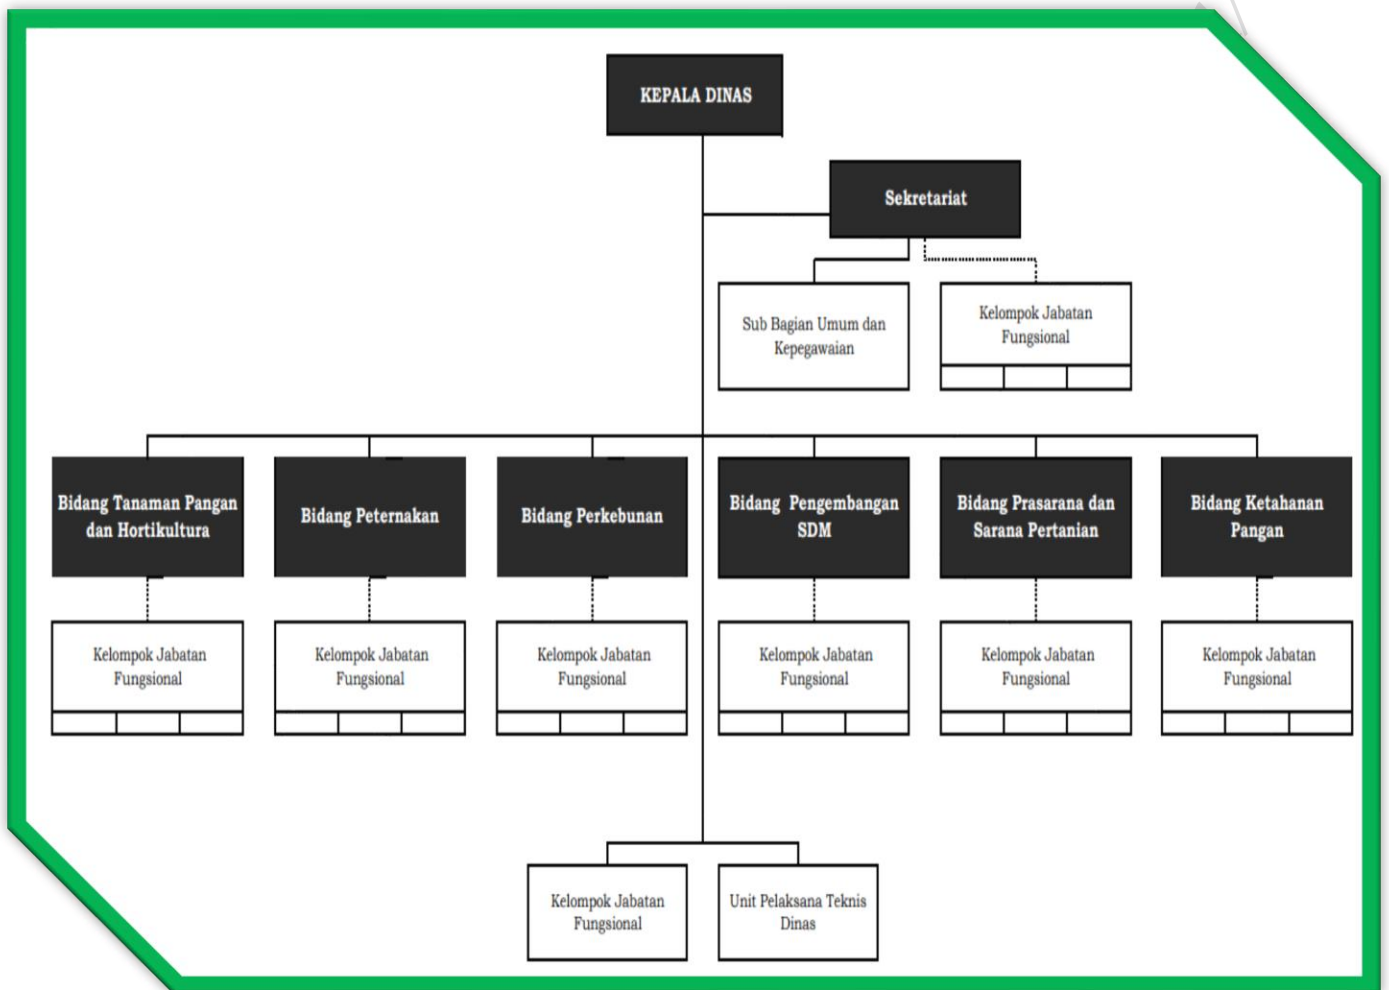 KEPALA DINAS
Sekretariat
Sub Bagian Umum dan
Kepegawaian
Kelompok Jabatan
Fungsional
Bidang Tanaman Pangan
dan Hortikultura
Bidang Peternakan
Bidang Perkebunan
Bidang Pengembangan
SDM
Bidang Prasarana dan
Sarana Pertanian
Bidang Ketahanan
Pangan
Kelompok Jabatan
Fungsional
Kelompok Jabatan
Fungsional
Kelompok Jabatan
Fungsional
Kelompok Jabatan
Fungsional
Kelompok Jabatan
Fungsional
Kelompok Jabatan
Fungsional
Kelompok Jabatan
Fungsional
Unit Pelaksana Teknis
Dinas